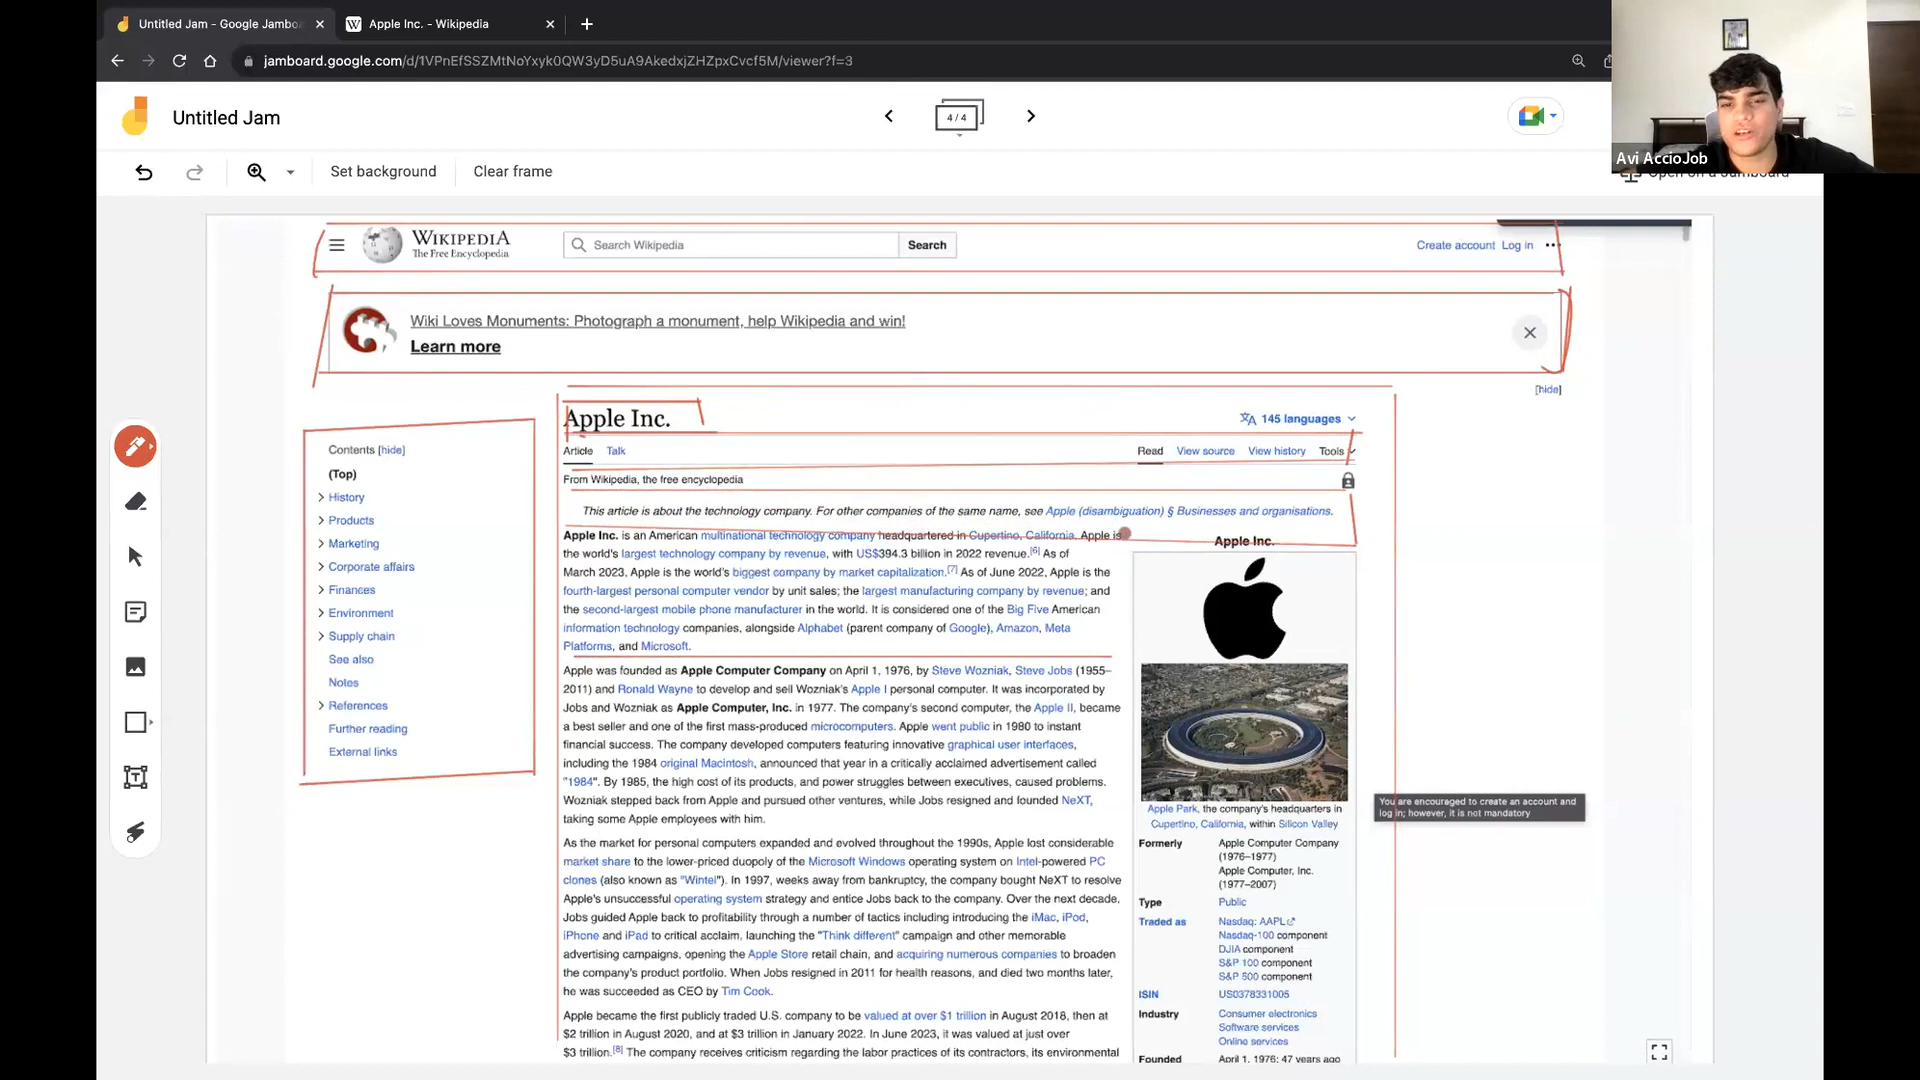 Untitled Jam - Google Jambo
Apple Inc. - Wikipedia
jamboard.google.com/d/1VPnEfSSZMtNoYxyk0QW3yD5uA9AkedxjZHZpxCvcf5M/viewer?f=3
Untitled Jam
4 / 4
Set background
Clear frame
Avi AccioJob
Open on a Jamboard
WIKIPEDIA
The Free Encyclopedia
Search Wikipedia
Search
Create account Log in
Wiki Loves Monuments: Photograph a monument, help Wikipedia and win!
Learn more
[hide]
Contents [hide]
(Top)
History
Products
Marketing
Corporate affairs
Finances
Environment
Supply chain
See also
Notes
References
Further reading
External links
Apple Inc.
145 languages
Article Talk
Read View source View history Tools
From Wikipedia, the free encyclopedia
This article is about the technology company. For other companies of the same name, see Apple (disambiguation) § Businesses and organisations.
Apple Inc. is an American multinational technology company headquartered in Cupertino, California. Apple is
the world's largest technology company by revenue, with US$394.3 billion in 2022 revenue.[6] As of
March 2023, Apple is the world's biggest company by market capitalization.[7] As of June 2022, Apple is the
fourth-largest personal computer vendor by unit sales; the largest manufacturing company by revenue; and
the second-largest mobile phone manufacturer in the world. It is considered one of the Big Five American
information technology companies, alongside Alphabet (parent company of Google), Amazon, Meta
Platforms, and Microsoft.
Apple was founded as Apple Computer Company on April 1, 1976, by Steve Wozniak, Steve Jobs (1955–
2011) and Ronald Wayne to develop and sell Wozniak's Apple I personal computer. It was incorporated by
Jobs and Wozniak as Apple Computer, Inc. in 1977. The company's second computer, the Apple II, became
a best seller and one of the first mass-produced microcomputers. Apple went public in 1980 to instant
financial success. The company developed computers featuring innovative graphical user interfaces,
including the 1984 original Macintosh, announced that year in a critically acclaimed advertisement called
"1984". By 1985, the high cost of its products, and power struggles between executives, caused problems.
Wozniak stepped back from Apple and pursued other ventures, while Jobs resigned and founded NeXT,
taking some Apple employees with him.
As the market for personal computers expanded and evolved throughout the 1990s, Apple lost considerable
market share to the lower-priced duopoly of the Microsoft Windows operating system on Intel-powered PC
clones (also known as "Wintel"). In 1997, weeks away from bankruptcy, the company bought NeXT to resolve
Apple's unsuccessful operating system strategy and entice Jobs back to the company. Over the next decade,
Jobs guided Apple back to profitability through a number of tactics including introducing the iMac, iPod,
iPhone and iPad to critical acclaim, launching the "Think different" campaign and other memorable
advertising campaigns, opening the Apple Store retail chain, and acquiring numerous companies to broaden
the company's product portfolio. When Jobs resigned in 2011 for health reasons, and died two months later,
he was succeeded as CEO by Tim Cook.
Apple became the first publicly traded U.S. company to be valued at over $1 trillion in August 2018, then at
$2 trillion in August 2020, and at $3 trillion in January 2022. In June 2023, it was valued at just over
$3 trillion.[8] The company receives criticism regarding the labor practices of its contractors, its environmental
Apple Inc.
Apple Park, the company's headquarters in
Cupertino, California, within Silicon Valley
Formerly Apple Computer Company
(1976–1977)
Apple Computer, Inc.
(1977–2007)
Type Public
Traded as Nasdaq: AAPL
Nasdaq-100 component
DJIA component
S&P 100 component
S&P 500 component
ISIN US0378331005
Industry Consumer electronics
Software services
Online services
Founded April 1, 1976; 47 years ago
You are encouraged to create an account and
log in; however, it is not mandatory